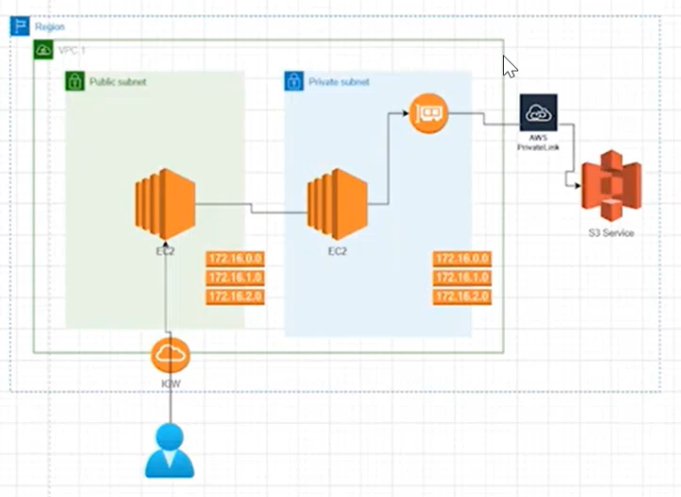 Region
VPC 1
Public subnet
Private subnet
AWS
PrivateLink
S3 Service
EC2
EC2
172.16.0.0
172.16.1.0
172.16.2.0
172.16.0.0
172.16.1.0
172.16.2.0
IGW